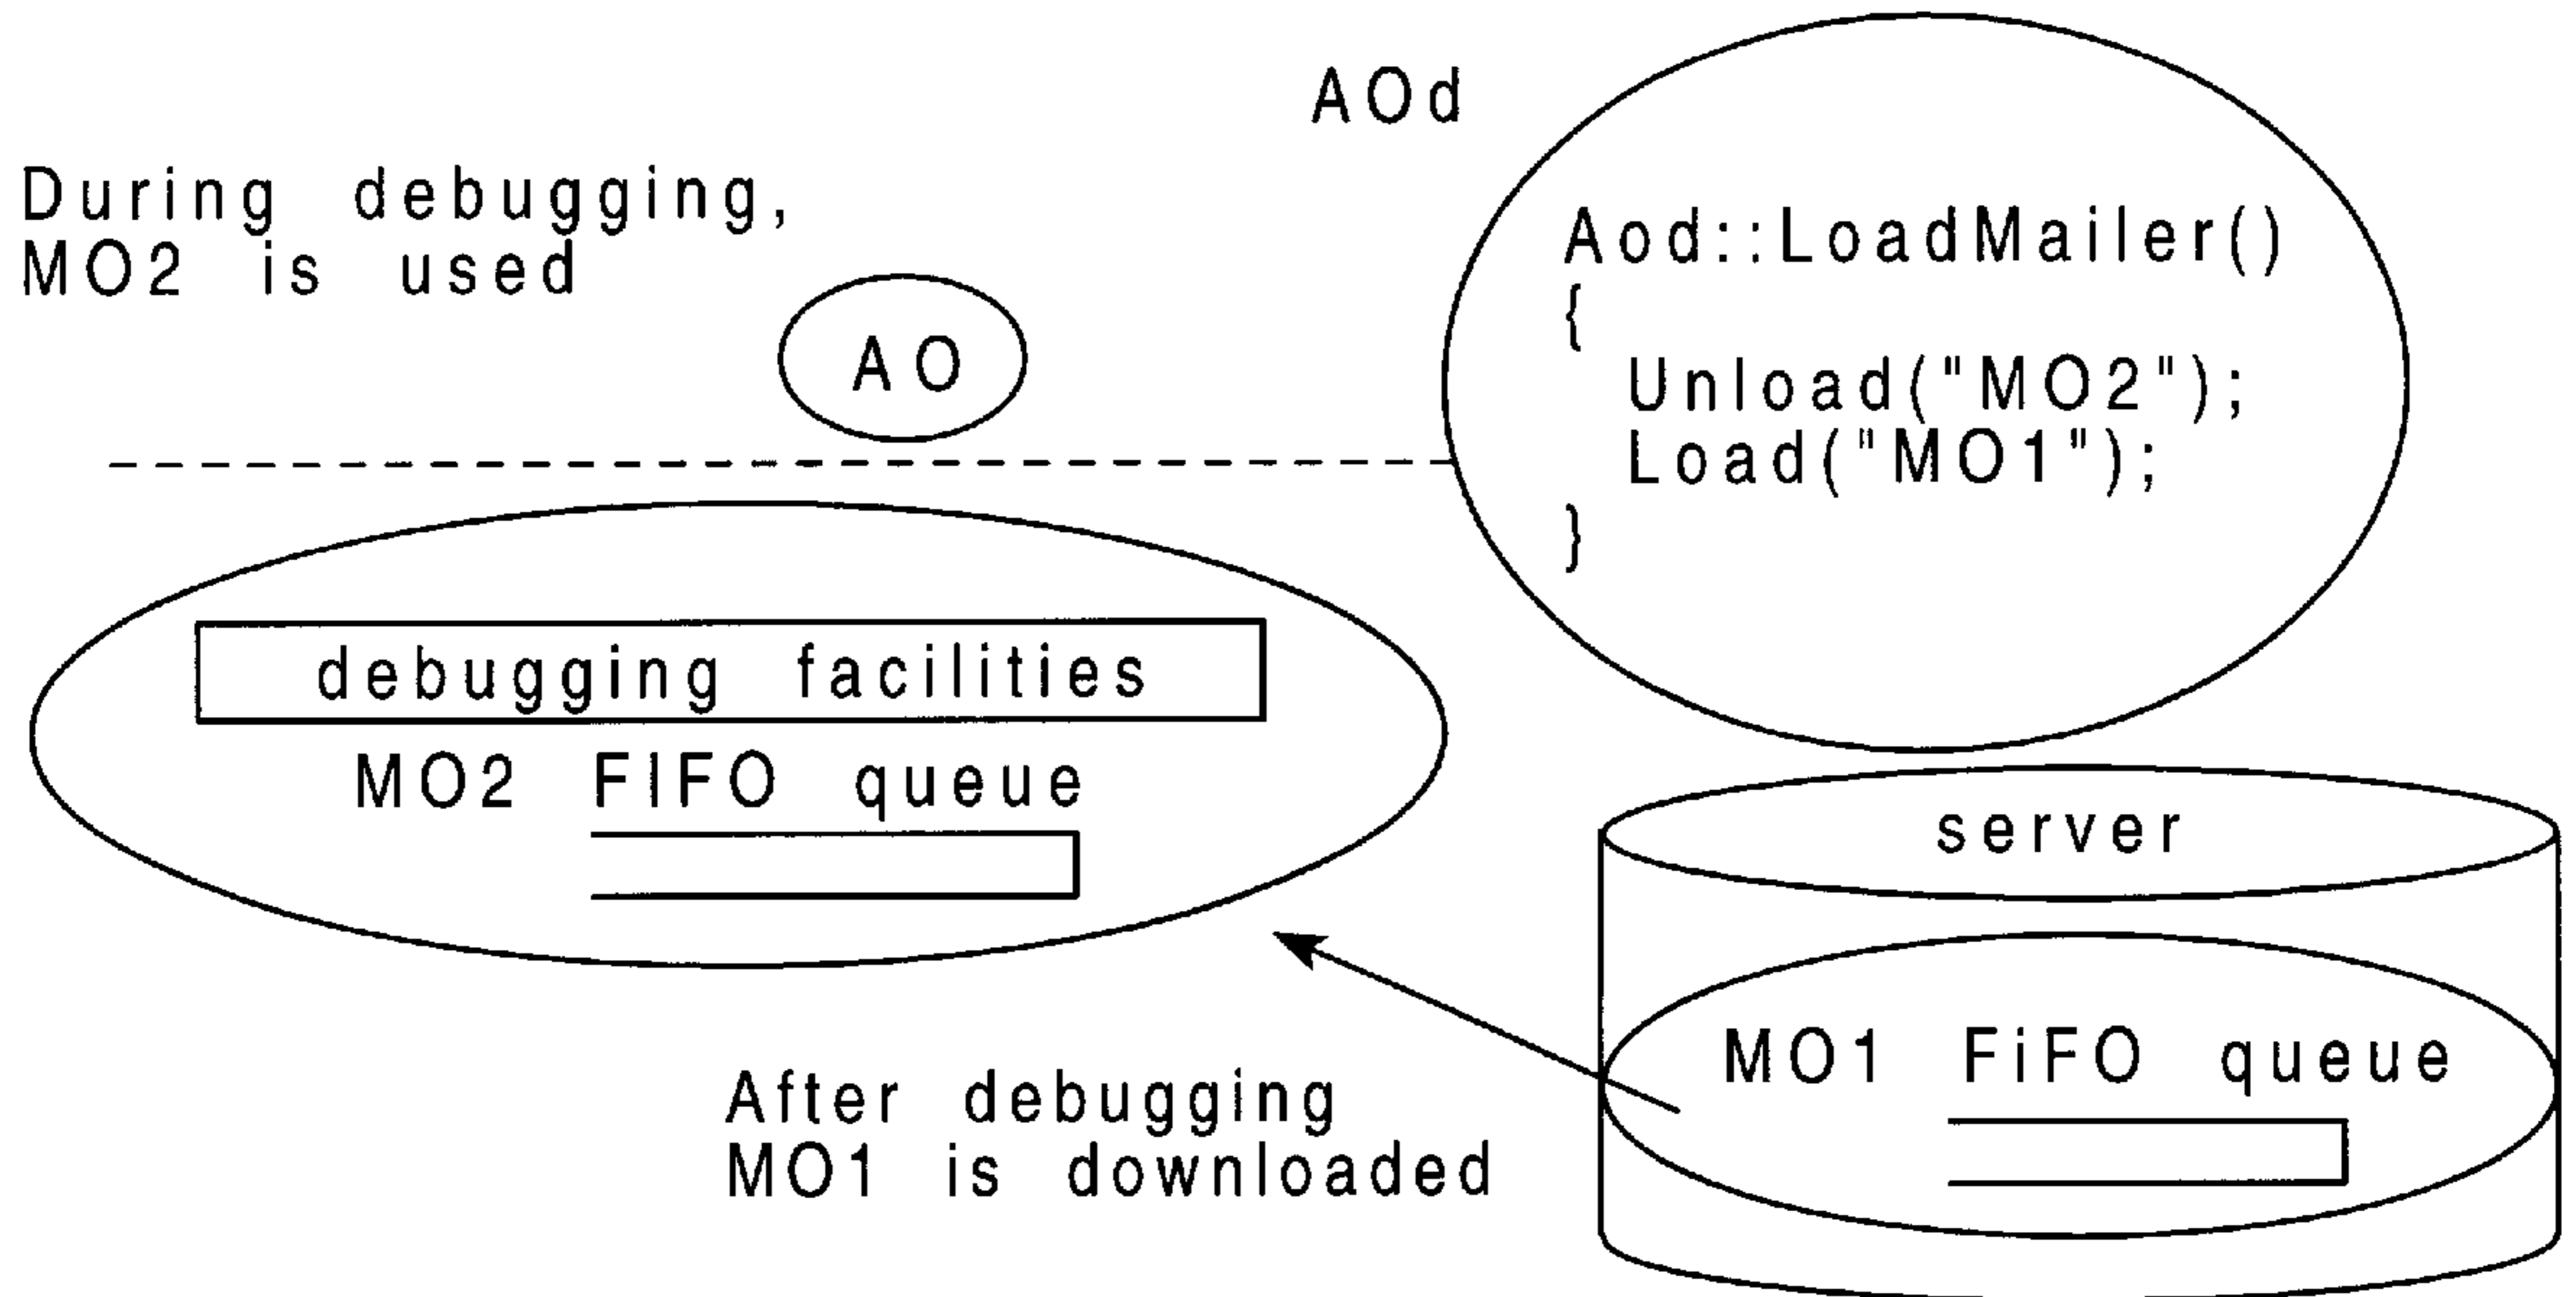 AOd
During debugging,
MO2 is used
AO
Aod::LoadMailer()
{
Unload("MO2");
Load("MO1");
}
debugging facilities
MO2 FIFO queue
server
MO1 FiFO queue
After debugging
MO1 is downloaded